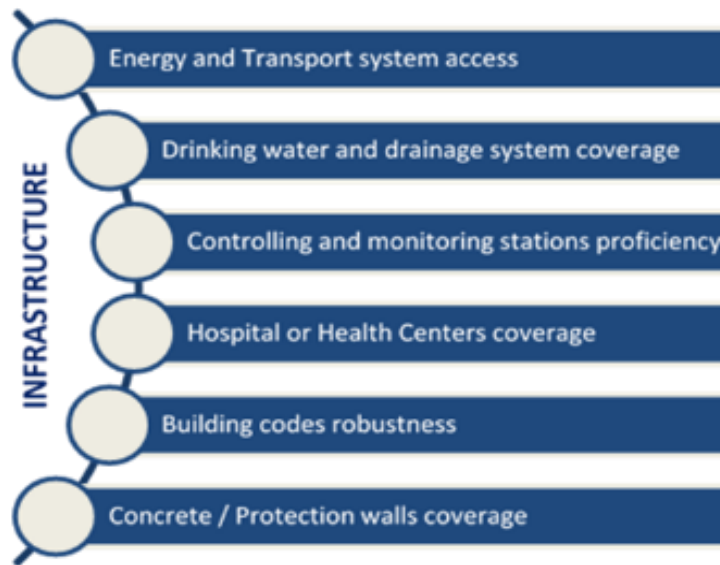 INFRASTRUCTURE
Energy and Transport system access
Drinking water and drainage system coverage
Controlling and monitoring stations proficiency
Hospital or Health Centers coverage
Building codes robustness
Concrete / Protection walls coverage